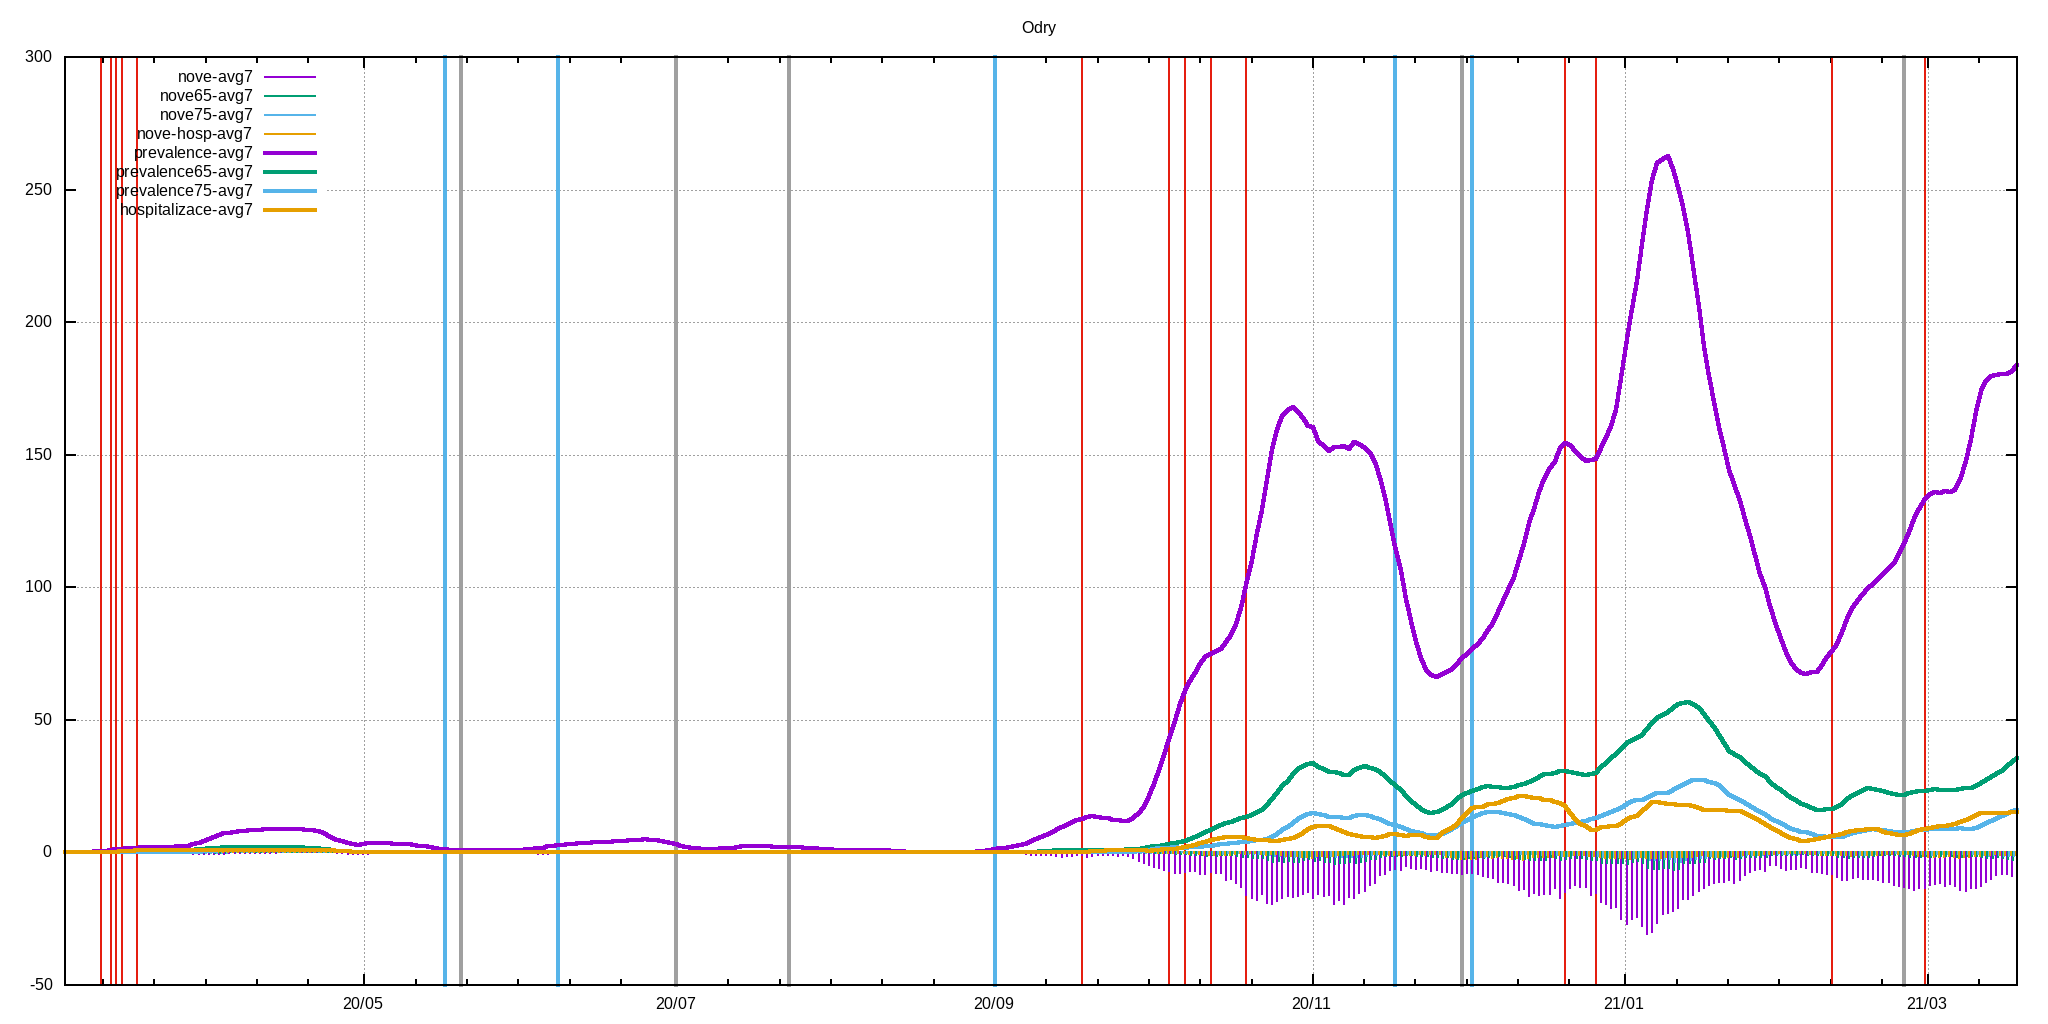 Odry
300
250
200
150
100
50
0
-50
nove-avg7
nove65-avg7
nove75-avg7
nove-hosp-avg7
prevalence-avg7
prevalence65-avg7
prevalence75-avg7
hospitalizace-avg7
20/05 20/07 20/09 20/11 21/01 21/03